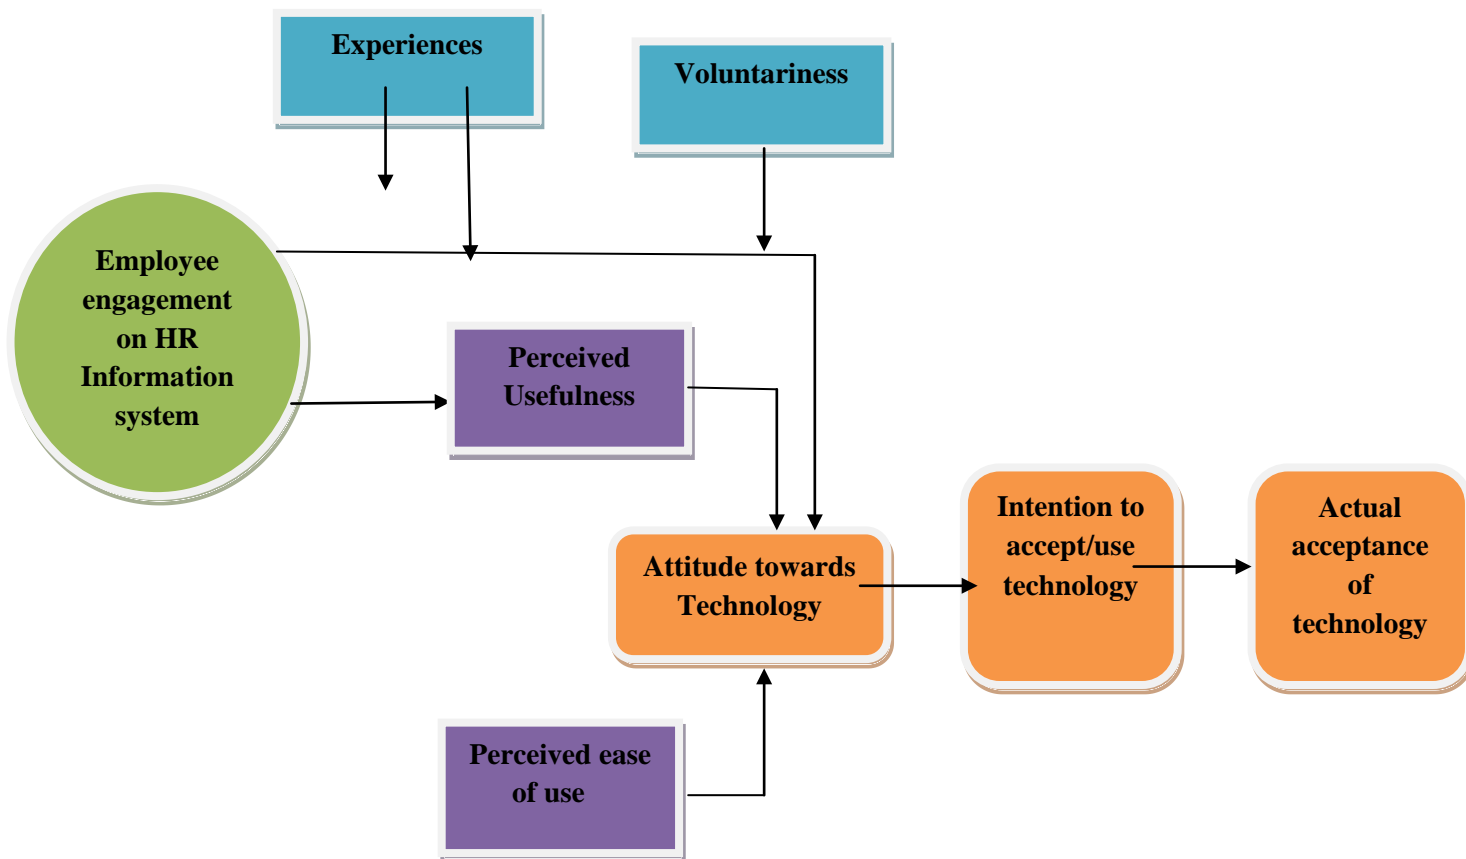 Experiences
Voluntariness
Employee
engagement
on HR
Information
system
Perceived
Usefulness
Attitude towards
Technology
Intention to
accept/use
technology
Actual
acceptance
of
technology
Perceived ease
of use